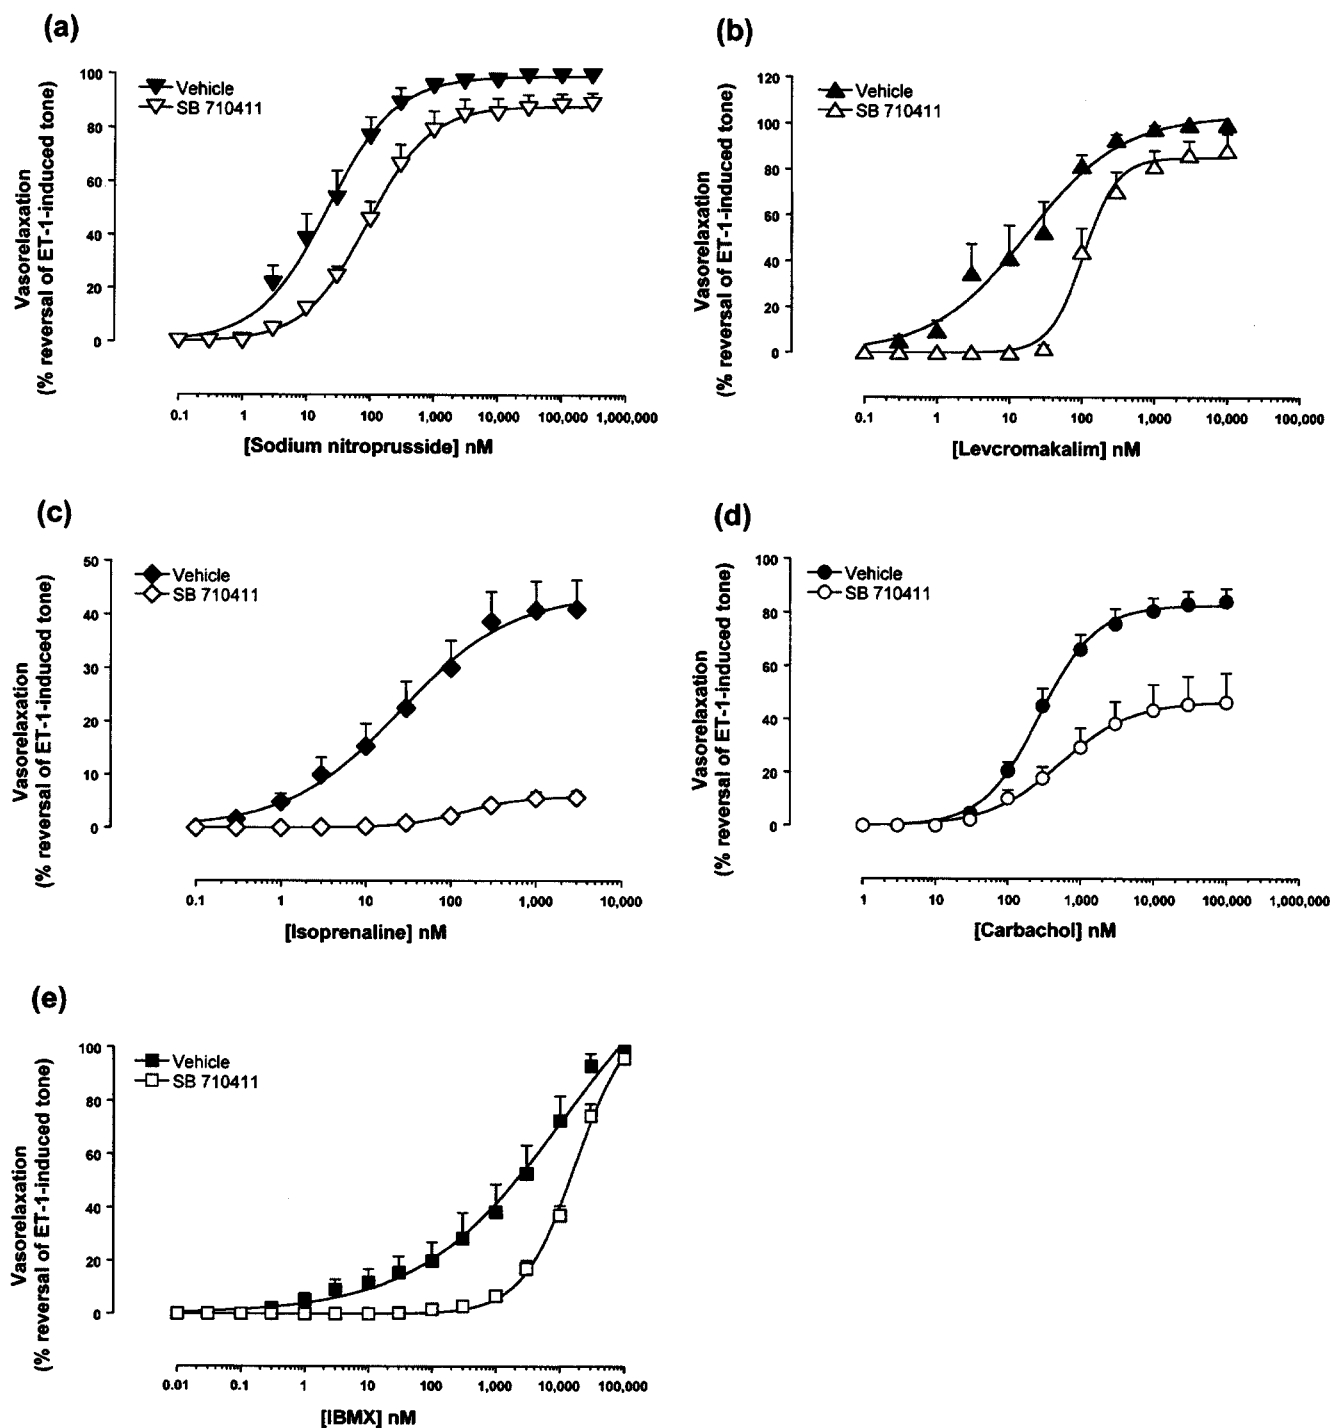 (a)
Vehicle
SB 710411
Vasorelaxation
(% reversal of ET-1-induced tone)
100
80
60
40
20
0
0.1 1 10 100 1,000 10,000 100,000 1,000,000
[Sodium nitroprusside] nM
(b)
Vehicle
SB 710411
Vasorelaxation
(% reversal of ET-1-induced tone)
120
100
80
60
40
20
0
0.1 1 10 100 1,000 10,000 100,000
[Levcromakalim] nM
(c)
Vehicle
SB 710411
Vasorelaxation
(% reversal of ET-1-induced tone)
50
40
30
20
10
0
0.1 1 10 100 1,000 10,000
[Isoprenaline] nM
(d)
Vehicle
SB 710411
Vasorelaxation
(% reversal of ET-1-induced tone)
100
80
60
40
20
0
1 10 100 1,000 10,000 100,000 1,000,000
[Carbachol] nM
(e)
Vehicle
SB 710411
Vasorelaxation
(% reversal of ET-1-induced tone)
100
80
60
40
20
0
0.01 0.1 1 10 100 1,000 10,000 100,000
[IBMX] nM